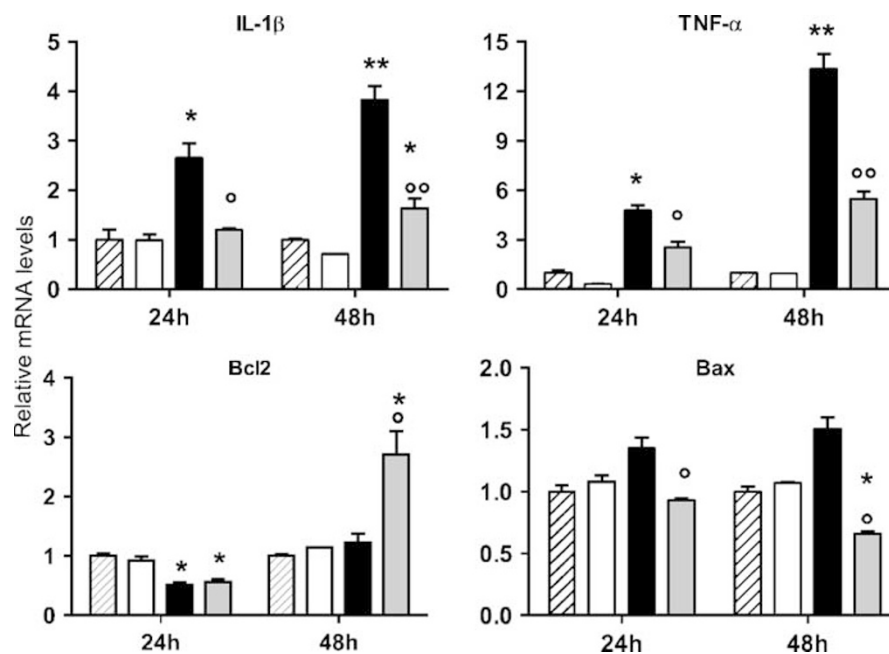 IL-1β
5
4
3
2
1
0
*
°
**
*
°°
24h
48h
TNF-α
15
12
9
6
3
0
*
°
**
°°
24h
48h
Relative mRNA levels
Bcl2
4
3
2
1
0
*
*
*
°
24h
48h
Bax
2.0
1.5
1.0
0.5
0.0
°
*
°
24h
48h